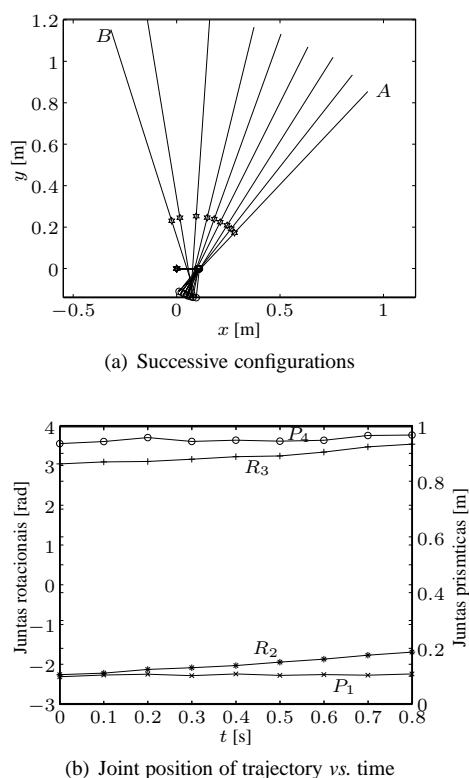 1.2
1
0.8
0.6
0.4
0.2
0
y [m]
B
A
−0.5 0 0.5 1
x [m]
(a) Successive configurations
4
3
2
1
0
−1
−2
−3
Juntas rotacionais [rad]
1
0.8
0.6
0.4
0.2
0
Juntas prismticas [m]
P4
R3
R2
P1
0 0.1 0.2 0.3 0.4 0.5 0.6 0.7 0.8
t [s]
(b) Joint position of trajectory vs. time